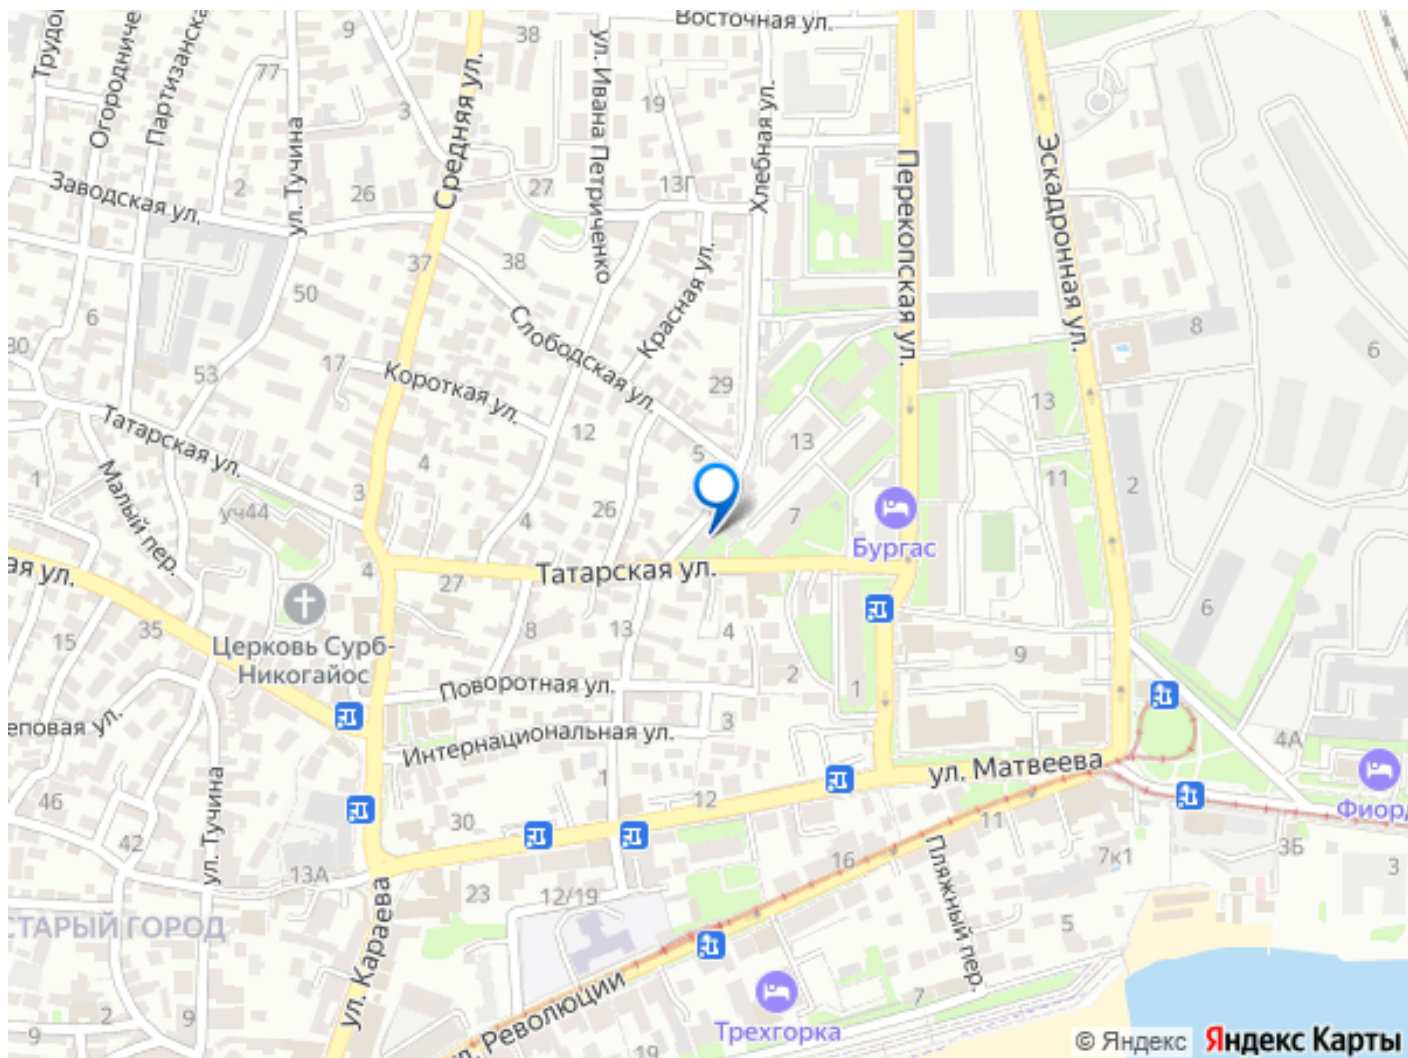 Восточная ул.
9
38
Трудо
Огородниче
Партизанска
77
3
Средняя ул.
ул. Ивана Петриченко
19
Хлебная ул.
Перекопская ул.
Эскадронная ул.
Заводская ул.
2
ул. Тучина
26
27
13Г
37
38
Красная ул.
50
6
30
17
53
Слободская ул.
Короткая ул.
29
8
6
13
Татарская ул.
12
13
5
4
1
Малый пер.
3
уч44
26
4
7
11
2
Бургас
ая ул.
4
27
Татарская ул.
6
15
35
8
13
4
Церковь Сурб-
Никогайос
9
2
1
Поворотная ул.
еповая ул.
3
Интернациональная ул.
4А
ул. Матвеева
1
46
ул. Тучина
12
Фиорд
42
30
11
16
7к1
3Б
3
13А
23
12/19
Пляжный пер.
СТАРЫЙ ГОРОД
ул. Караева
5
2
9
9
7
ул. Революции
Трехгорка
19
© Яндекс Яндекс Карты